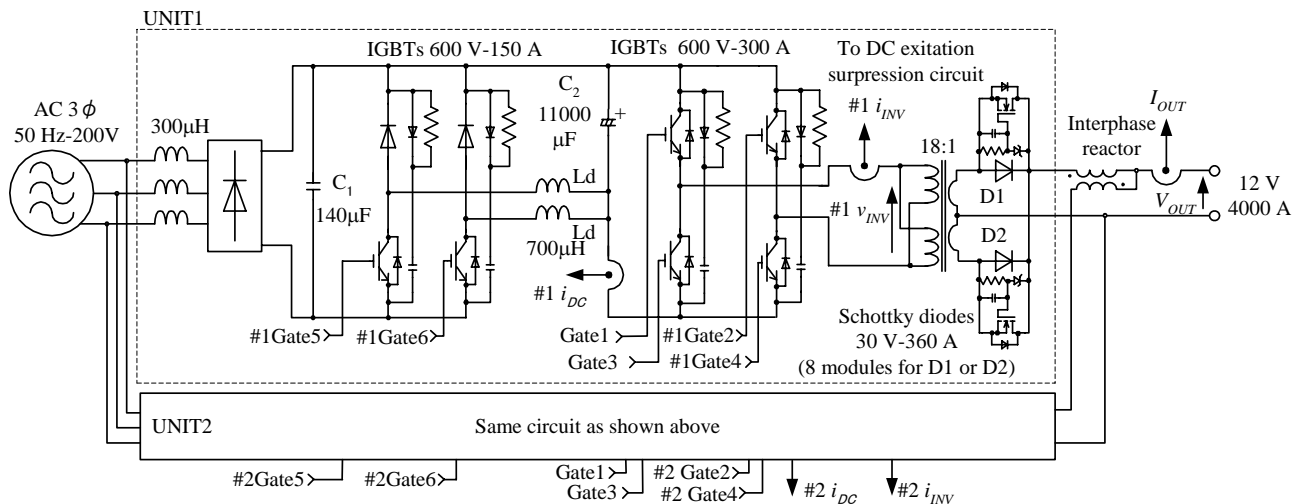 UNIT1
IGBTs 600 V-150 A
IGBTs 600 V-300 A
To DC exitation
surpression circuit
AC 3ϕ
50 Hz-200V
300μH
C1
140μF
C2
11000
μF
+
Ld
Ld
700μH
#1 iDC
#1 iINV
#1 vINV
18:1
D1
D2
Interphase
reactor
IOUT
VOUT
12 V
4000 A
Schottky diodes
30 V-360 A
(8 modules for D1 or D2)
#1Gate5
#1Gate6
Gate1
Gate3
#1Gate2
#1Gate4
UNIT2
Same circuit as shown above
#2Gate5
#2Gate6
Gate1
Gate3
#2 Gate2
#2 Gate4
#2 iDC
#2 iINV